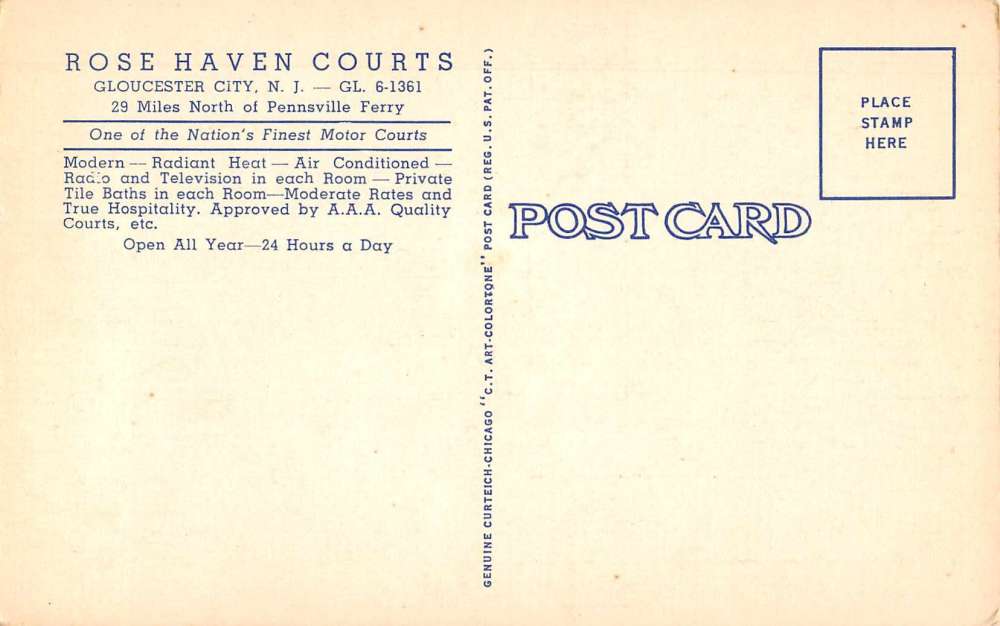 ROSE HAVEN COURTS
GLOUCESTER CITY, N. J. — GL. 6-1361
29 Miles North of Pennsville Ferry
One of the Nation's Finest Motor Courts
Modern — Radiant Heat — Air Conditioned —
Radio and Television in each Room — Private
Tile Baths in each Room—Moderate Rates and
True Hospitality. Approved by A.A.A. Quality
Courts, etc.
Open All Year—24 Hours a Day
GENUINE CURTEICH-CHICAGO "C.T. ART-COLORTONE" POST CARD (REG. U.S. PAT. OFF.)
POST CARD
PLACE
STAMP
HERE